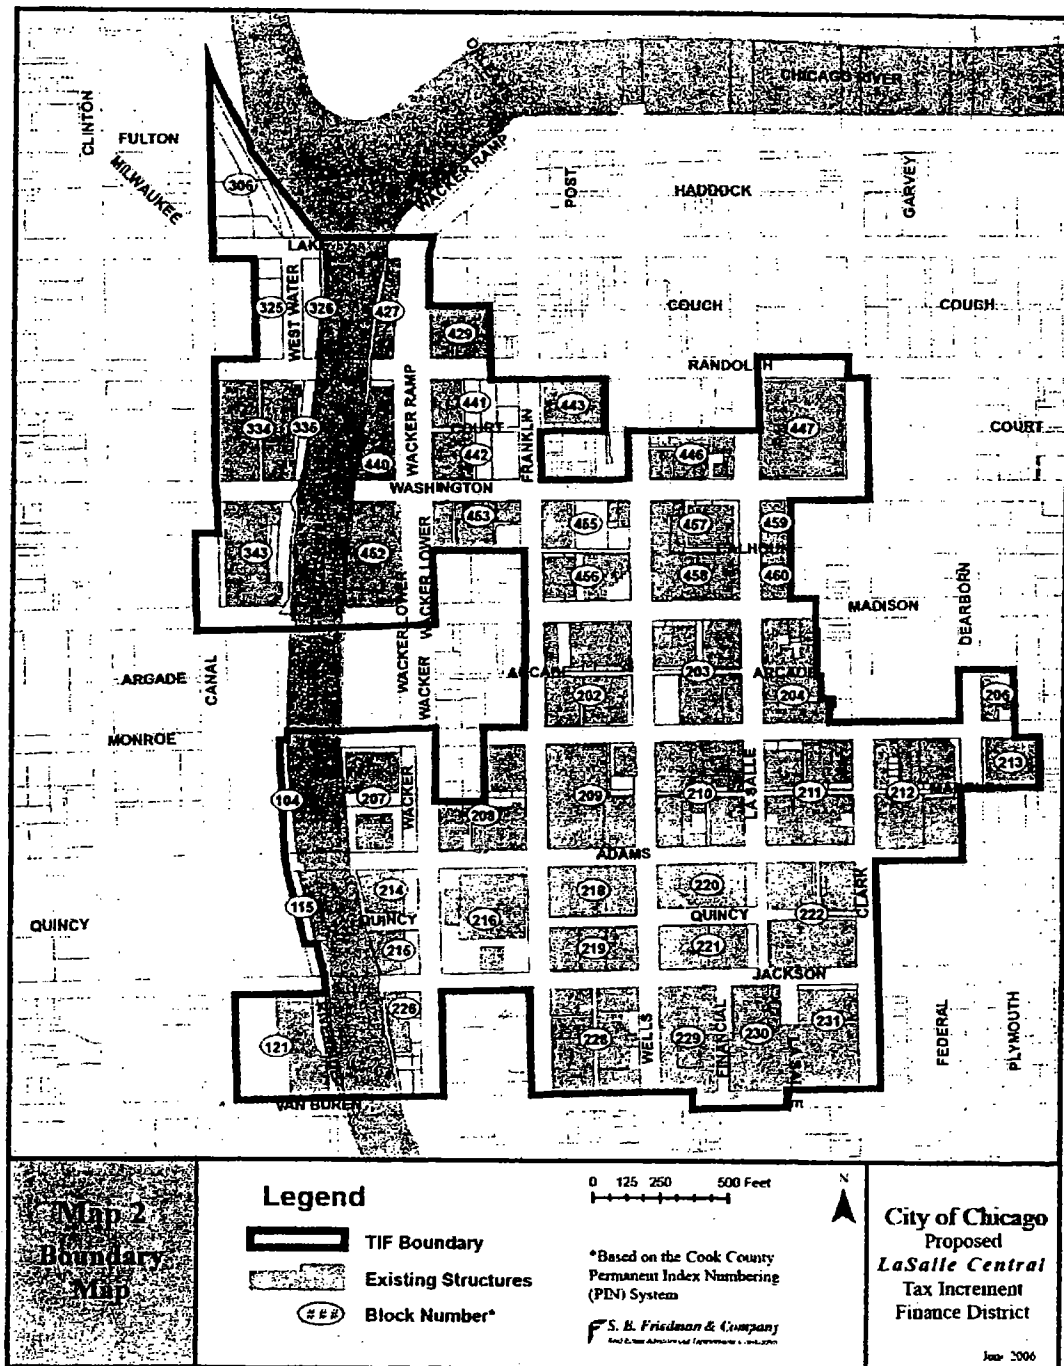 CHICAGO RIVER
CLINTON
FULTON
MILWAUKEE
WACKER RAMP
POST
HADDOCK
GARVEY
306
LAK
325
WEST WATER
326
427
COUCH
COUCH
429
RANDOLPH
334
335
WACKER RAMP
441
COURT
442
FRANKLIN
443
446
447
COURT
440
WASHINGTON
453
455
457
459
CALHOUN
343
452
WACKER LOWER
WACKER LOWER
456
458
460
MADISON
DEARBORN
ARCADE
CANAL
WACKER
ARCADE
202
203
ARCADE
204
206
MONROE
213
104
207
WACKER
208
209
210
LA SALLE
211
212
ADAMS
115
214
QUINCY
216
218
220
QUINCY
222
CLARK
QUINCY
215
219
221
JACKSON
121
226
228
WELLS
229
FINANCIAL
230
231
FEDERAL
PLYMOUTH
VAN BUREN
Map 2
Boundary
Map
Legend
TIF Boundary
Existing Structures
### Block Number*
0 125 250 500 Feet
N
*Based on the Cook County
Permanent Index Numbering
(PIN) System
S. B. Friedman & Company
City of Chicago
Proposed
LaSalle Central
Tax Increment
Finance District
2006